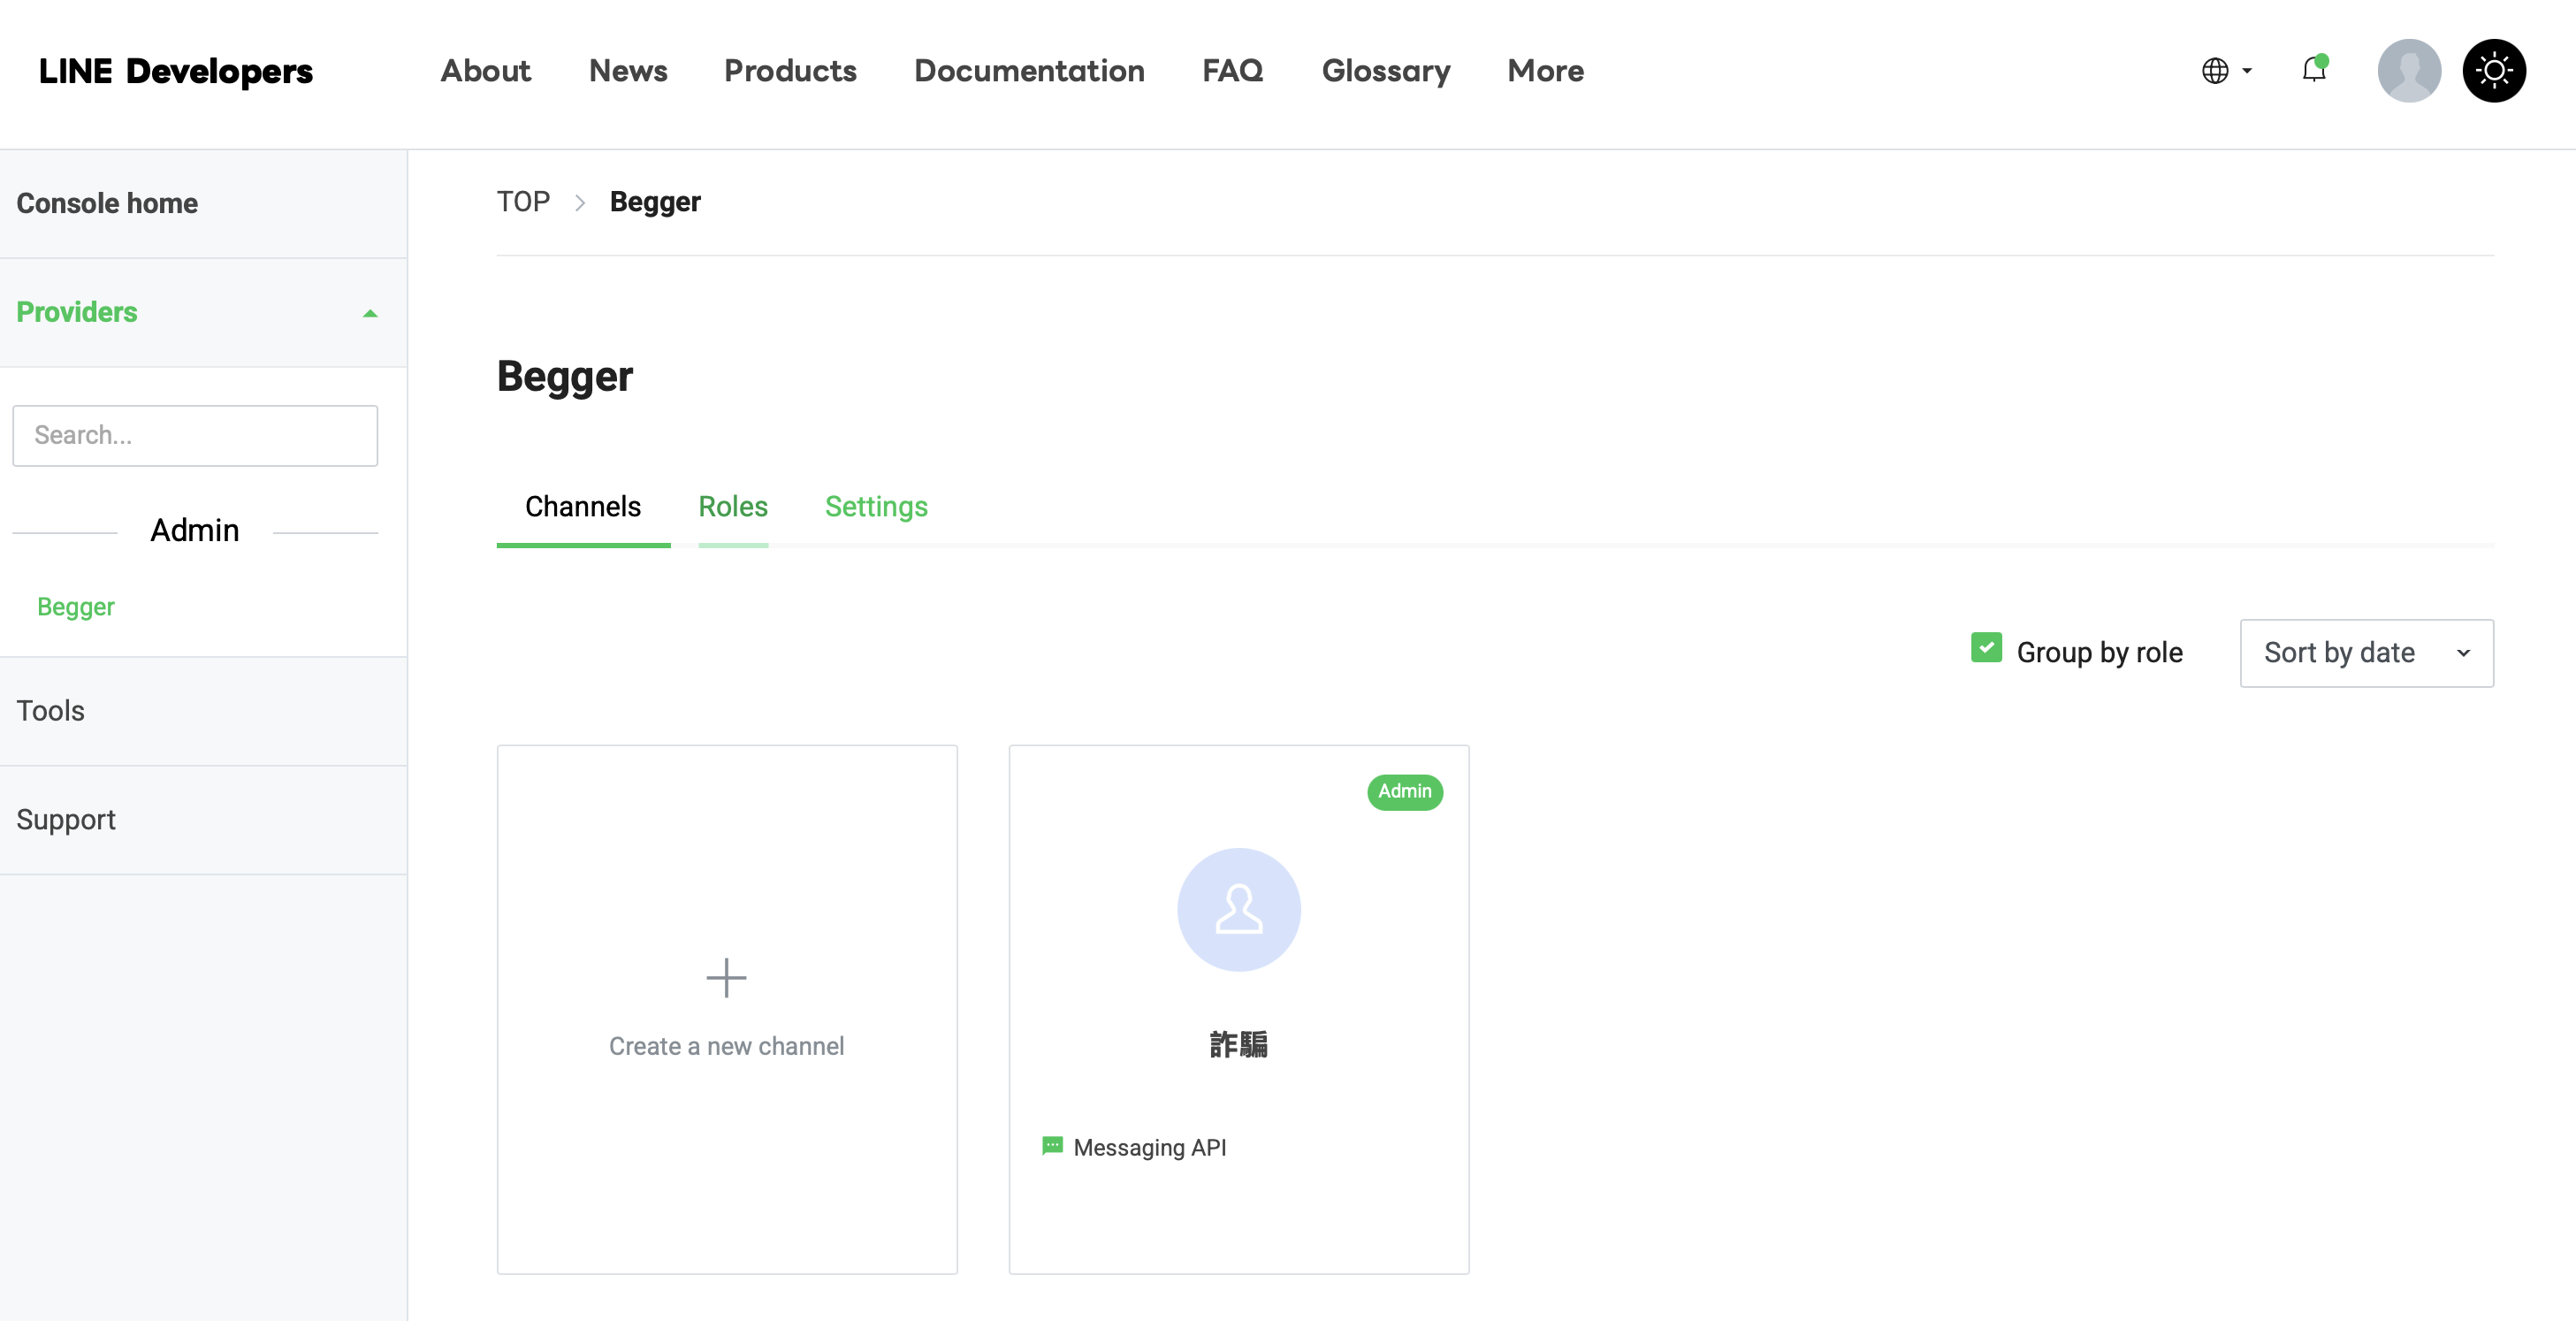 LINE Developers
About News Products Documentation FAQ Glossary More
Console home
Providers
Search...
Admin
Begger
Tools
Support
TOP > Begger
Begger
Channels Roles Settings
Group by role
Sort by date
Create a new channel
Admin
詐騙
Messaging API